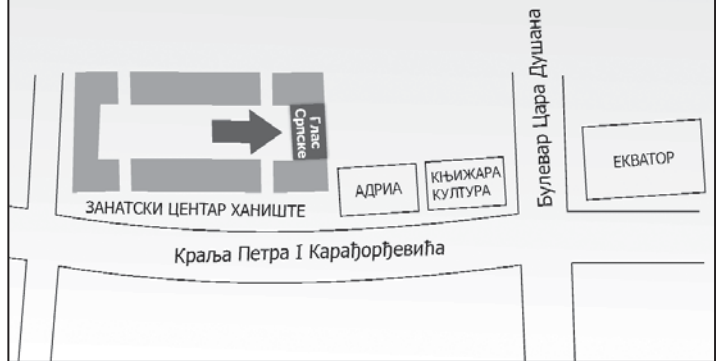 Глас
Српске
Булевар Цара Душана
ЕКВАТОР
АДРИА
КЊИЖАРА
КУЛТУРА
ЗАНАТСКИ ЦЕНТАР ХАНИШТЕ
Краља Петра I Карађорђевића